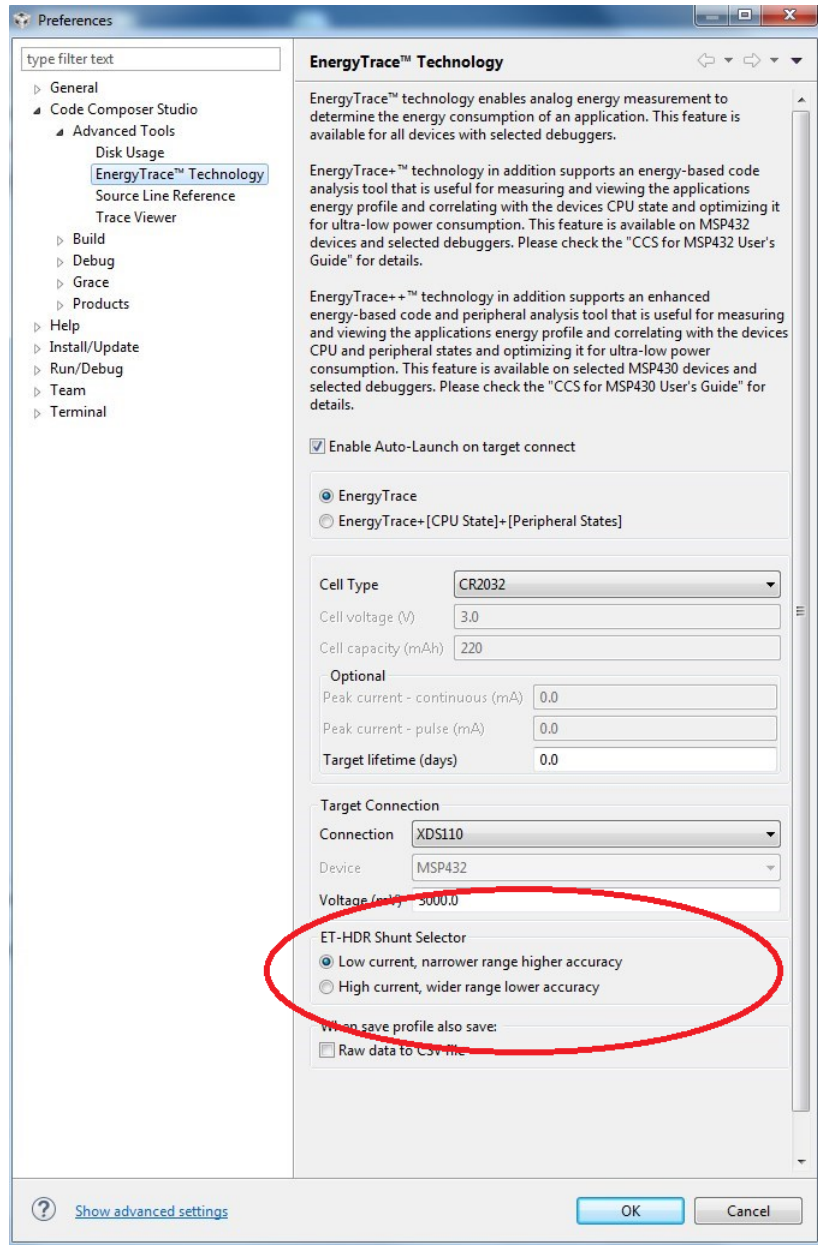 Preferences
type filter text
General
Code Composer Studio
Advanced Tools
Disk Usage
EnergyTrace™ Technology
Source Line Reference
Trace Viewer
Build
Debug
Grace
Products
Help
Install/Update
Run/Debug
Team
Terminal
EnergyTrace™ Technology
EnergyTrace™ technology enables analog energy measurement to
determine the energy consumption of an application. This feature is
available for all devices with selected debuggers.
EnergyTrace+™ technology in addition supports an energy-based code
analysis tool that is useful for measuring and viewing the applications
energy profile and correlating with the devices CPU state and optimizing it
for ultra-low power consumption. This feature is available on MSP432
devices and selected debuggers. Please check the "CCS for MSP432 User's
Guide" for details.
EnergyTrace++™ technology in addition supports an enhanced
energy-based code and peripheral analysis tool that is useful for measuring
and viewing the applications energy profile and correlating with the devices
CPU and peripheral states and optimizing it for ultra-low power
consumption. This feature is available on selected MSP430 devices and
selected debuggers. Please check the "CCS for MSP430 User's Guide" for
details.
Enable Auto-Launch on target connect
EnergyTrace
EnergyTrace+[CPU State]+[Peripheral States]
Cell Type CR2032
Cell voltage (V) 3.0
Cell capacity (mAh) 220
Optional
Peak current - continuous (mA) 0.0
Peak current - pulse (mA) 0.0
Target lifetime (days) 0.0
Target Connection
Connection XDS110
Device MSP432
Voltage (mV) 3000.0
ET-HDR Shunt Selector
Low current, narrower range higher accuracy
High current, wider range lower accuracy
When save profile also save:
Raw data to CSV file
Show advanced settings
OK
Cancel